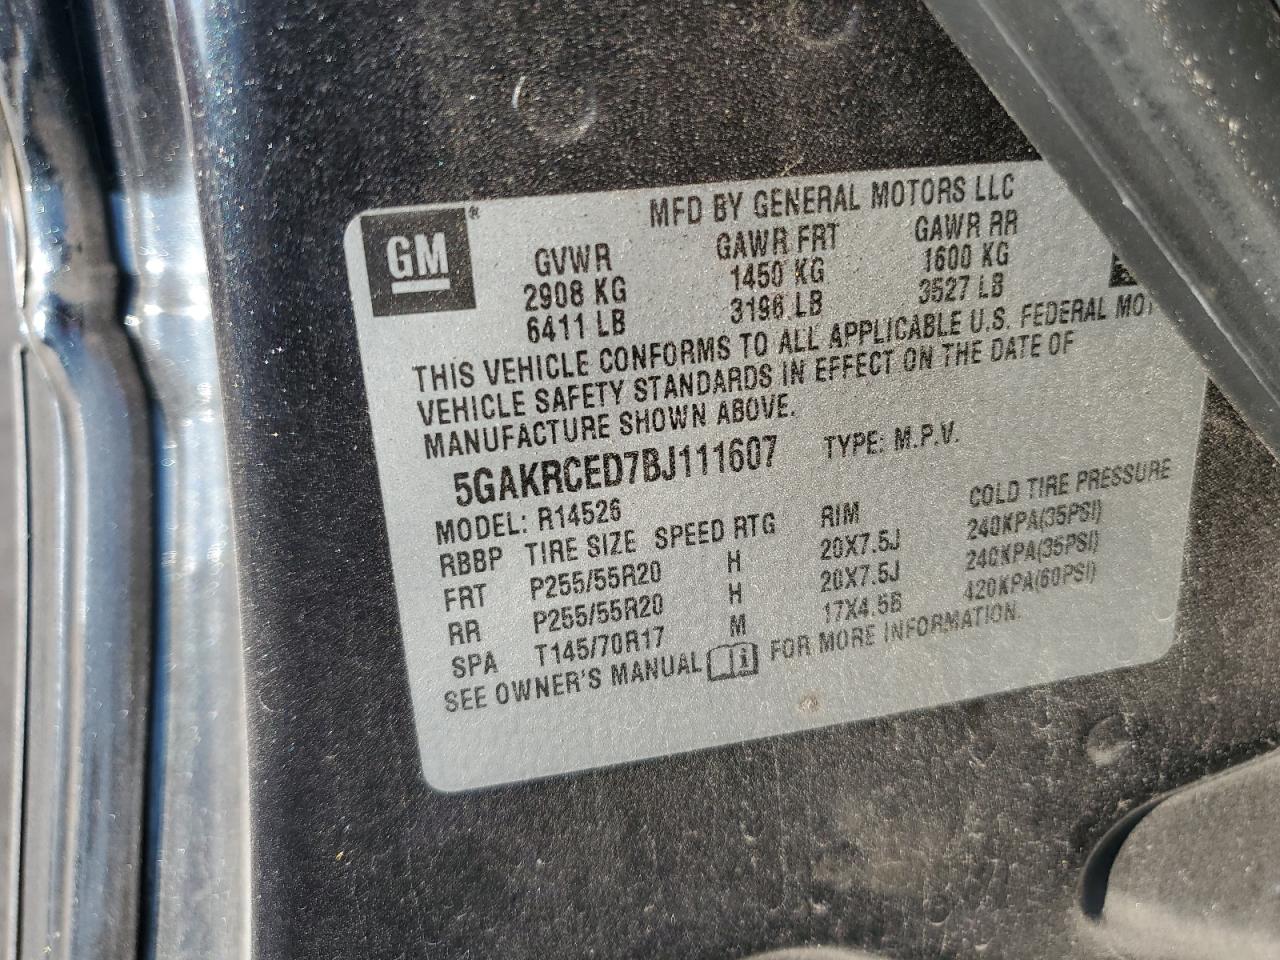 MFD BY GENERAL MOTORS LLC
GM®
GVWR GAWR FRT GAWR RR
2908 KG 1450 KG 1600 KG
6411 LB 3196 LB 3527 LB
THIS VEHICLE CONFORMS TO ALL APPLICABLE U.S. FEDERAL
VEHICLE SAFETY STANDARDS IN EFFECT ON THE DATE OF
MANUFACTURE SHOWN ABOVE.
5GAKRCED7BJ111607 TYPE: M.P.V.
MODEL: R14526
RBBP TIRE SIZE SPEED RTG RIM COLD TIRE PRESSURE
FRT P255/55R20 H 20X7.5J 240KPA(35PSI)
RR P255/55R20 H 20X7.5J 240KPA(35PSI)
SPA T145/70R17 M 17X4.5B 420KPA(60PSI)
SEE OWNER'S MANUAL FOR MORE INFORMATION.